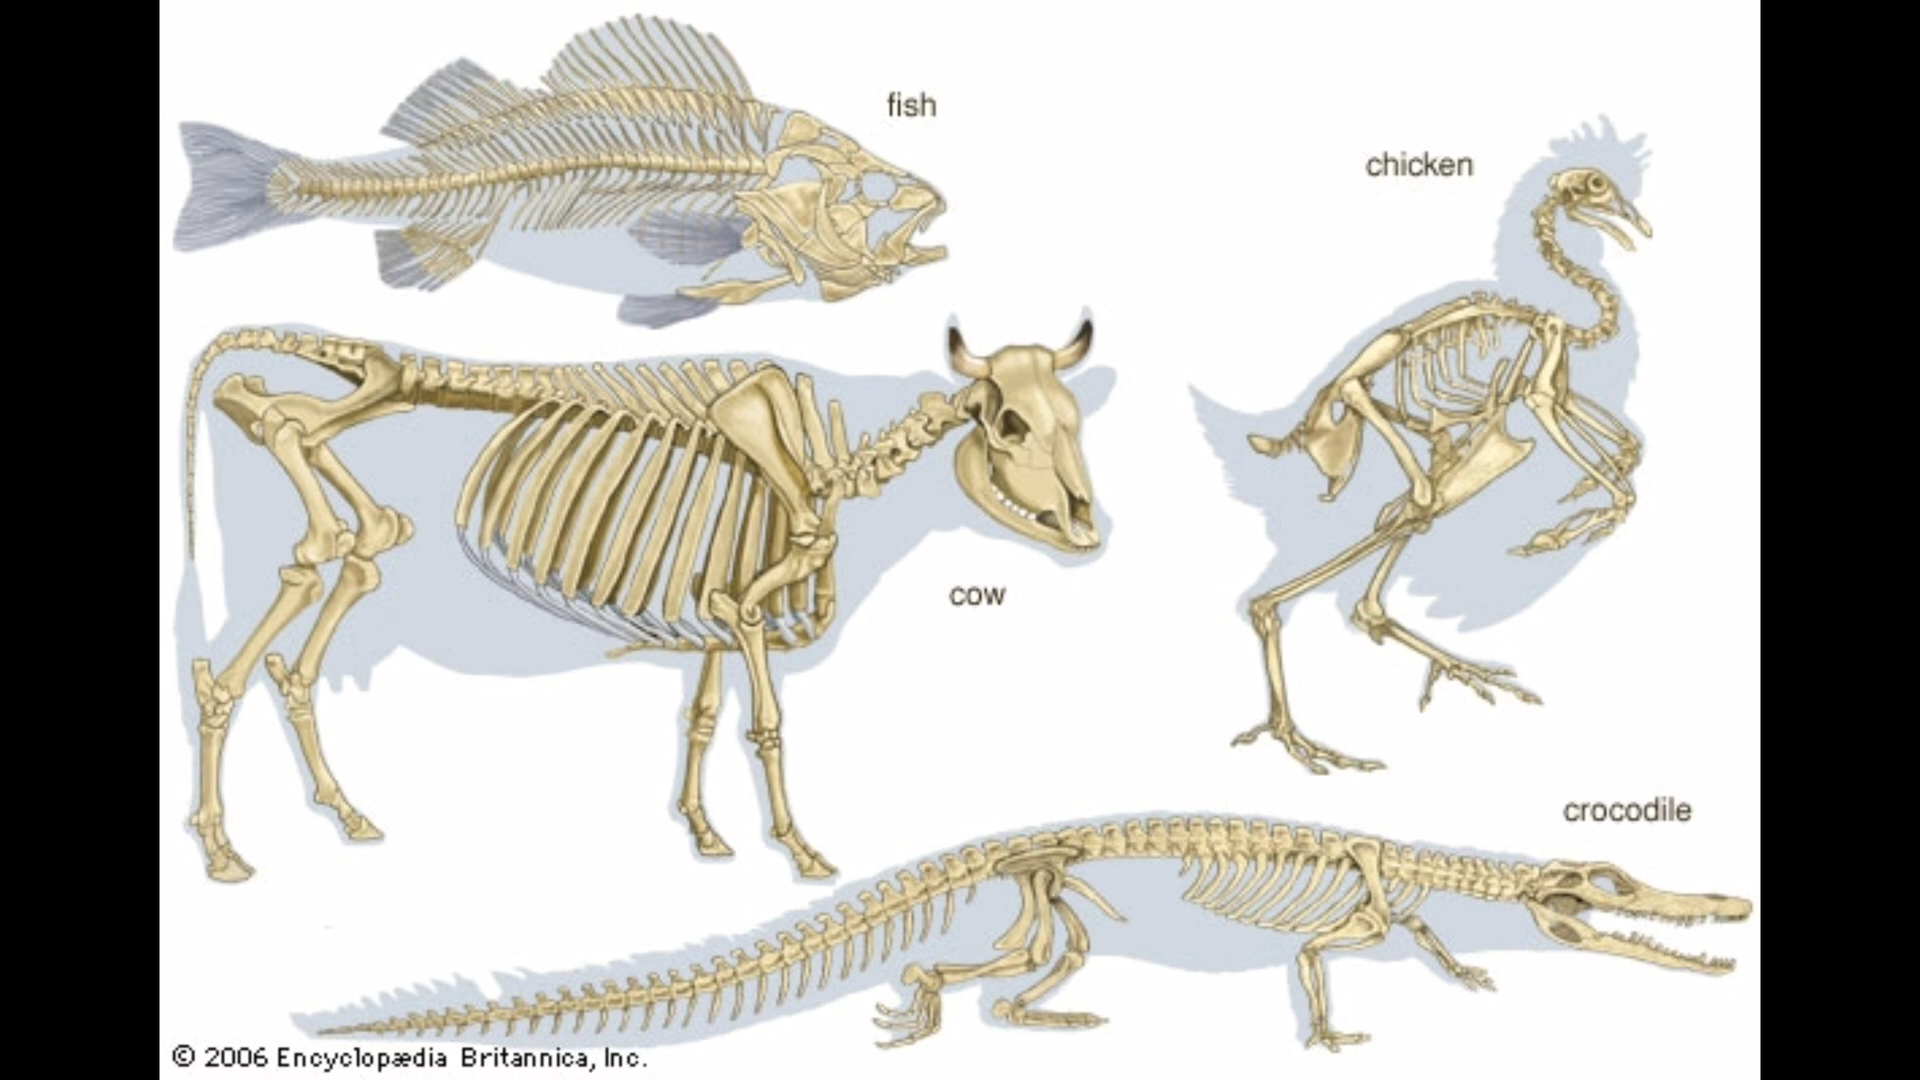 fish
chicken
cow
crocodile
© 2006 Encyclopædia Britannica, Inc.